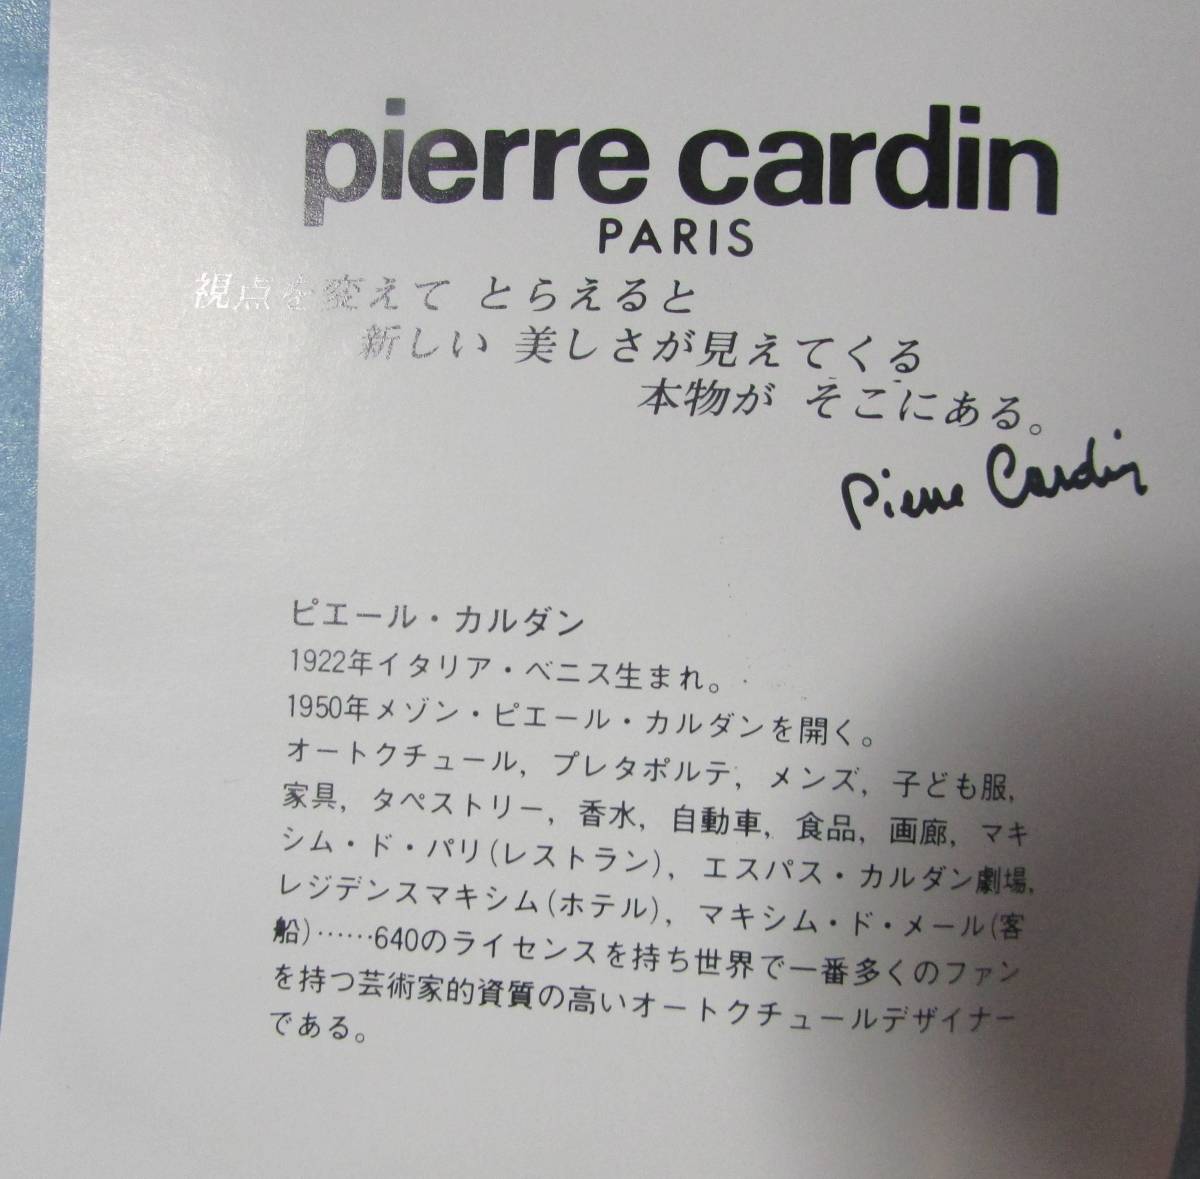 pierre cardin
PARIS
視点を変えて とらえると
新しい 美しさが見えてくる
本物が そこにある。
Pierre Cardin
ピエール・カルダン
1922年イタリア・ベニス生まれ。
1950年メゾン・ピエール・カルダンを開く。
オートクチュール, プレタポルテ, メンズ, 子ども服,
家具, タペストリー, 香水, 自動車, 食品, 画廊, マキ
シム・ド・パリ(レストラン), エスパス・カルダン劇場,
レジデンスマキシム(ホテル), マキシム・ド・メール(客
船)……640のライセンスを持ち世界で一番多くのファン
を持つ芸術家的資質の高いオートクチュールデザイナー
である。